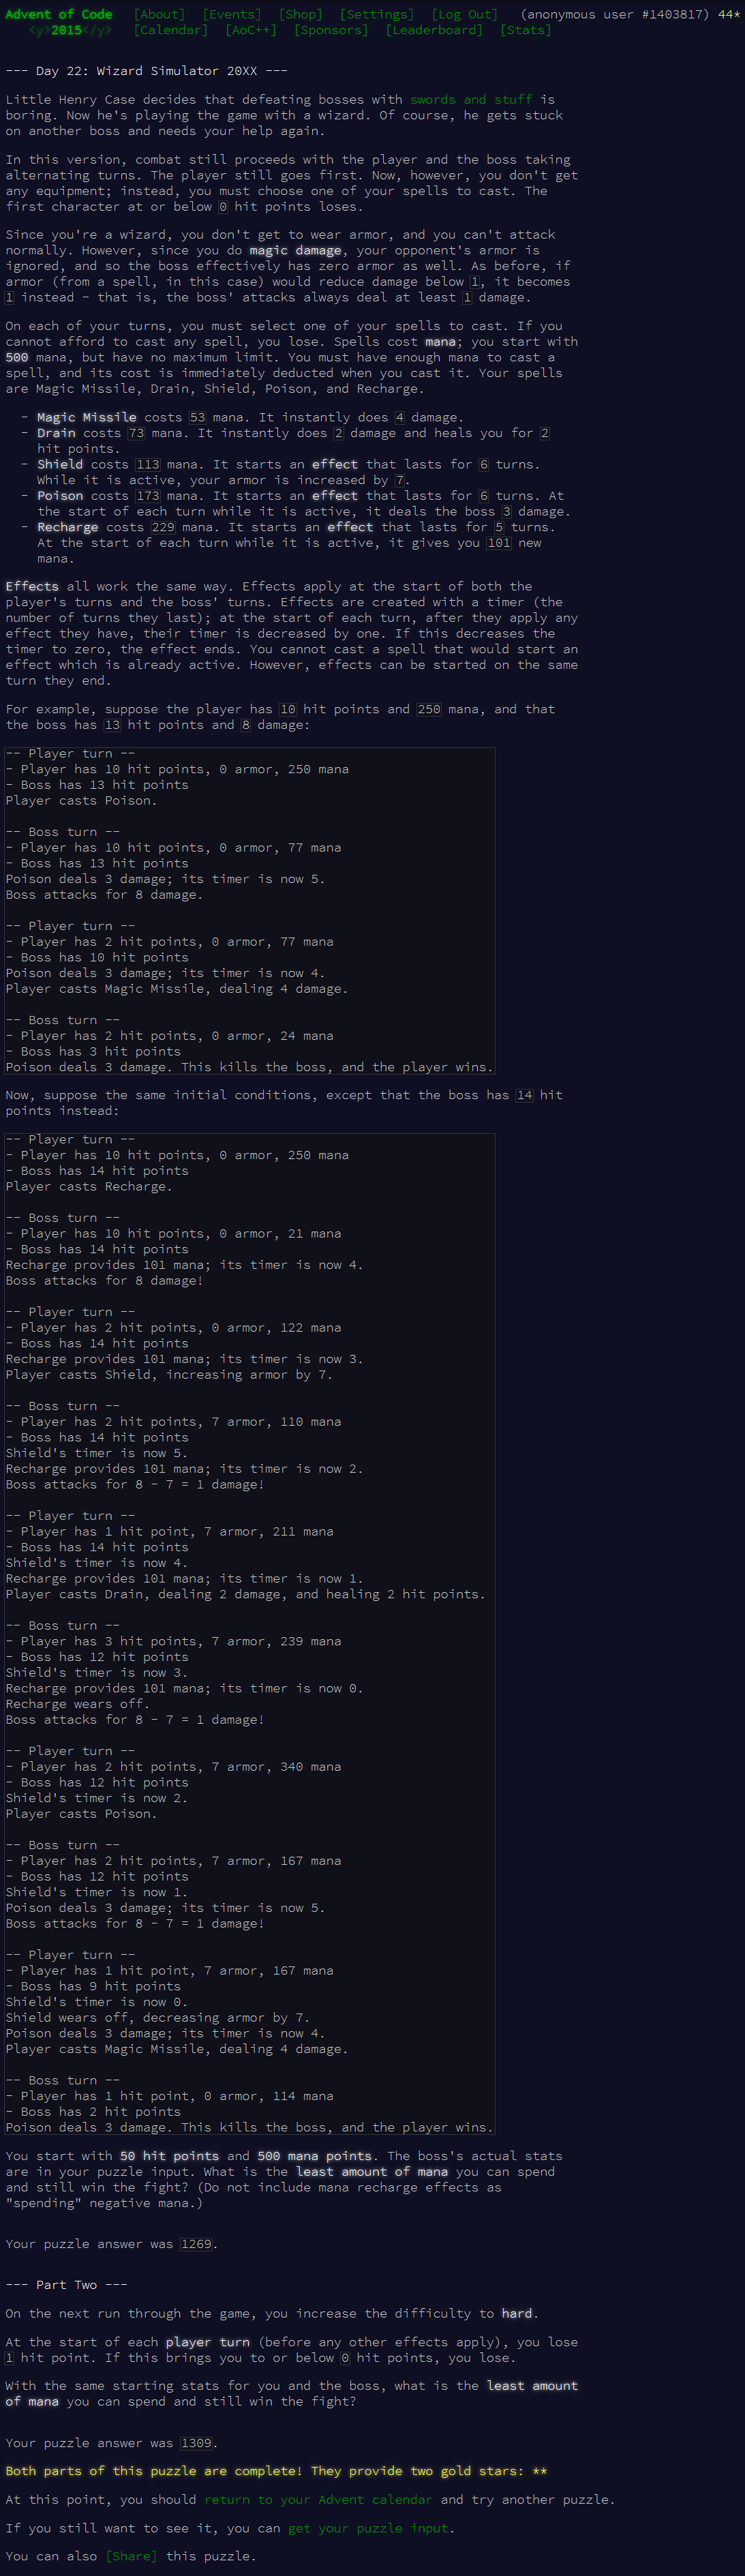 Advent of Code [About] [Events] [Shop] [Settings] [Log Out] (anonymous user #1403817) 44*
<y>2015</y> [Calendar] [AoC++] [Sponsors] [Leaderboard] [Stats]
--- Day 22: Wizard Simulator 20XX ---
Little Henry Case decides that defeating bosses with swords and stuff is
boring. Now he's playing the game with a wizard. Of course, he gets stuck
on another boss and needs your help again.
In this version, combat still proceeds with the player and the boss taking
alternating turns. The player still goes first. Now, however, you don't get
any equipment; instead, you must choose one of your spells to cast. The
first character at or below 0 hit points loses.
Since you're a wizard, you don't get to wear armor, and you can't attack
normally. However, since you do magic damage, your opponent's armor is
ignored, and so the boss effectively has zero armor as well. As before, if
armor (from a spell, in this case) would reduce damage below 1, it becomes
1 instead - that is, the boss' attacks always deal at least 1 damage.
On each of your turns, you must select one of your spells to cast. If you
cannot afford to cast any spell, you lose. Spells cost mana; you start with
500 mana, but have no maximum limit. You must have enough mana to cast a
spell, and its cost is immediately deducted when you cast it. Your spells
are Magic Missile, Drain, Shield, Poison, and Recharge.
- Magic Missile costs 53 mana. It instantly does 4 damage.
- Drain costs 73 mana. It instantly does 2 damage and heals you for 2
hit points.
- Shield costs 113 mana. It starts an effect that lasts for 6 turns.
While it is active, your armor is increased by 7.
- Poison costs 173 mana. It starts an effect that lasts for 6 turns. At
the start of each turn while it is active, it deals the boss 3 damage.
- Recharge costs 229 mana. It starts an effect that lasts for 5 turns.
At the start of each turn while it is active, it gives you 101 new
mana.
Effects all work the same way. Effects apply at the start of both the
player's turns and the boss' turns. Effects are created with a timer (the
number of turns they last); at the start of each turn, after they apply any
effect they have, their timer is decreased by one. If this decreases the
timer to zero, the effect ends. You cannot cast a spell that would start an
effect which is already active. However, effects can be started on the same
turn they end.
For example, suppose the player has 10 hit points and 250 mana, and that
the boss has 13 hit points and 8 damage:
-- Player turn --
- Player has 10 hit points, 0 armor, 250 mana
- Boss has 13 hit points
Player casts Poison.
-- Boss turn --
- Player has 10 hit points, 0 armor, 77 mana
- Boss has 13 hit points
Poison deals 3 damage; its timer is now 5.
Boss attacks for 8 damage.
-- Player turn --
- Player has 2 hit points, 0 armor, 77 mana
- Boss has 10 hit points
Poison deals 3 damage; its timer is now 4.
Player casts Magic Missile, dealing 4 damage.
-- Boss turn --
- Player has 2 hit points, 0 armor, 24 mana
- Boss has 3 hit points
Poison deals 3 damage. This kills the boss, and the player wins.
Now, suppose the same initial conditions, except that the boss has 14 hit
points instead:
-- Player turn --
- Player has 10 hit points, 0 armor, 250 mana
- Boss has 14 hit points
Player casts Recharge.
-- Boss turn --
- Player has 10 hit points, 0 armor, 21 mana
- Boss has 14 hit points
Recharge provides 101 mana; its timer is now 4.
Boss attacks for 8 damage!
-- Player turn --
- Player has 2 hit points, 0 armor, 122 mana
- Boss has 14 hit points
Recharge provides 101 mana; its timer is now 3.
Player casts Shield, increasing armor by 7.
-- Boss turn --
- Player has 2 hit points, 7 armor, 110 mana
- Boss has 14 hit points
Shield's timer is now 5.
Recharge provides 101 mana; its timer is now 2.
Boss attacks for 8 - 7 = 1 damage!
-- Player turn --
- Player has 1 hit point, 7 armor, 211 mana
- Boss has 14 hit points
Shield's timer is now 4.
Recharge provides 101 mana; its timer is now 1.
Player casts Drain, dealing 2 damage, and healing 2 hit points.
-- Boss turn --
- Player has 3 hit points, 7 armor, 239 mana
- Boss has 12 hit points
Shield's timer is now 3.
Recharge provides 101 mana; its timer is now 0.
Recharge wears off.
Boss attacks for 8 - 7 = 1 damage!
-- Player turn --
- Player has 2 hit points, 7 armor, 340 mana
- Boss has 12 hit points
Shield's timer is now 2.
Player casts Poison.
-- Boss turn --
- Player has 2 hit points, 7 armor, 167 mana
- Boss has 12 hit points
Shield's timer is now 1.
Poison deals 3 damage; its timer is now 5.
Boss attacks for 8 - 7 = 1 damage!
-- Player turn --
- Player has 1 hit point, 7 armor, 167 mana
- Boss has 9 hit points
Shield's timer is now 0.
Shield wears off, decreasing armor by 7.
Poison deals 3 damage; its timer is now 4.
Player casts Magic Missile, dealing 4 damage.
-- Boss turn --
- Player has 1 hit point, 0 armor, 114 mana
- Boss has 2 hit points
Poison deals 3 damage. This kills the boss, and the player wins.
You start with 50 hit points and 500 mana points. The boss's actual stats
are in your puzzle input. What is the least amount of mana you can spend
and still win the fight? (Do not include mana recharge effects as
"spending" negative mana.)
Your puzzle answer was 1269.
--- Part Two ---
On the next run through the game, you increase the difficulty to hard.
At the start of each player turn (before any other effects apply), you lose
1 hit point. If this brings you to or below 0 hit points, you lose.
With the same starting stats for you and the boss, what is the least amount
of mana you can spend and still win the fight?
Your puzzle answer was 1309.
Both parts of this puzzle are complete! They provide two gold stars: **
At this point, you should return to your Advent calendar and try another puzzle.
If you still want to see it, you can get your puzzle input.
You can also [Share] this puzzle.